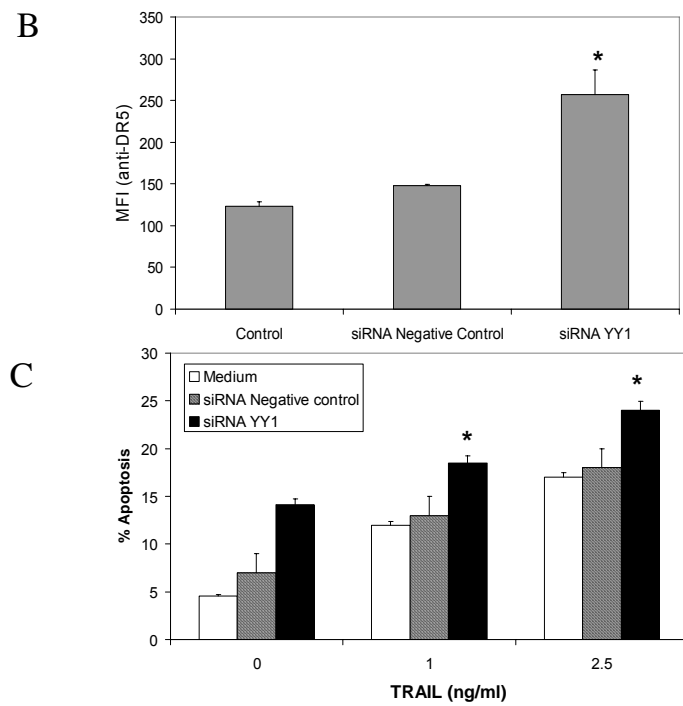 B
350
300
250
200
150
100
50
0
MFI (anti-DR5)
*
Control siRNA Negative Control siRNA YY1
C
30
25
20
15
10
5
0
% Apoptosis
Medium
siRNA Negative control
siRNA YY1
*
*
0 1 2.5
TRAIL (ng/ml)